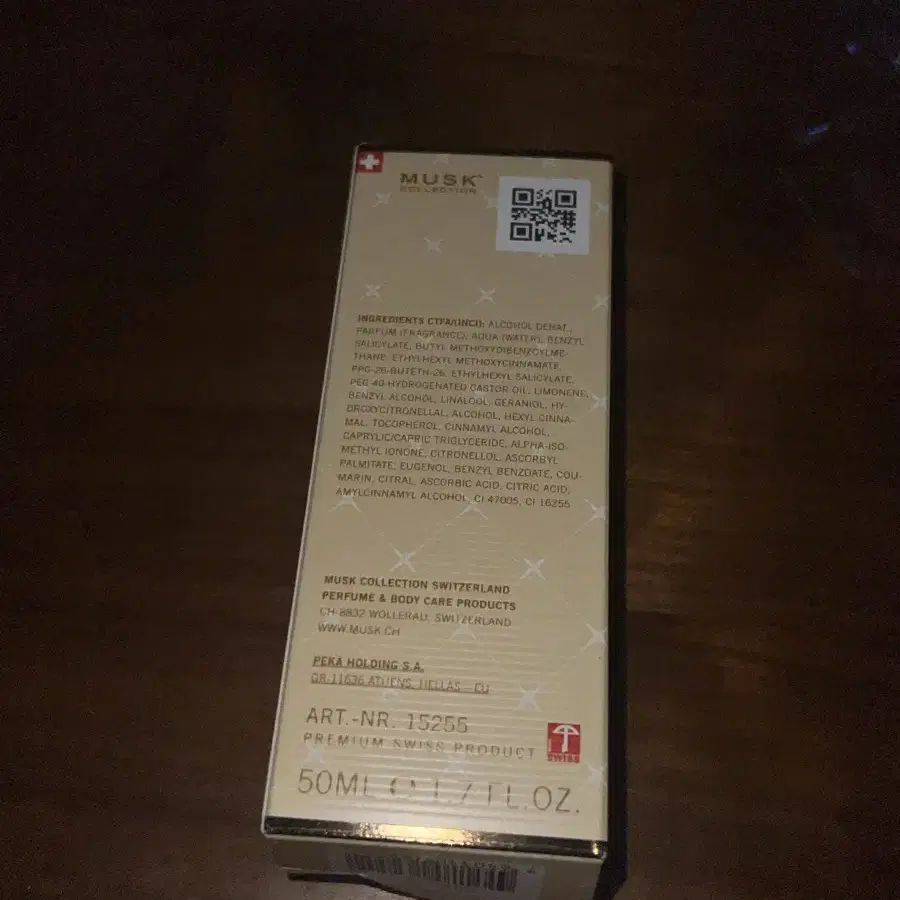 MUSK
COLLECTION
INGREDIENTS CTFA/(INCI): ALCOHOL DENAT.,
PARFUM (FRAGRANCE), AQUA (WATER), BENZYL
SALICYLATE, BUTYL METHOXYDIBENZOYLME-
THANE, ETHYLHEXYL METHOXYCINNAMATE,
PPG-26-BUTETH-26, ETHYLHEXYL SALICYLATE,
PEG-40-HYDROGENATED CASTOR OIL, LIMONENE,
BENZYL ALCOHOL, LINALOOL, GERANIOL, HY-
DROXYCITRONELLAL, ALCOHOL, HEXYL CINNA-
MAL, TOCOPHEROL, CINNAMYL ALCOHOL,
CAPRYLIC/CAPRIC TRIGLYCERIDE, ALPHA-ISO-
METHYL IONONE, CITRONELLOL, ASCORBYL
PALMITATE, EUGENOL, BENZYL BENZOATE, COU-
MARIN, CITRAL, ASCORBIC ACID, CITRIC ACID,
AMYLCINNAMYL ALCOHOL, CI 47005, CI 16255
MUSK COLLECTION SWITZERLAND
PERFUME & BODY CARE PRODUCTS
CH-8832 WOLLERAU, SWITZERLAND
WWW.MUSK.CH
PEKA HOLDING S.A.
GR-11636 ATHENS, HELLAS – EU
ART.-NR. 15255
PREMIUM SWISS PRODUCT
SWISS
50ML 1.7 FL.OZ.